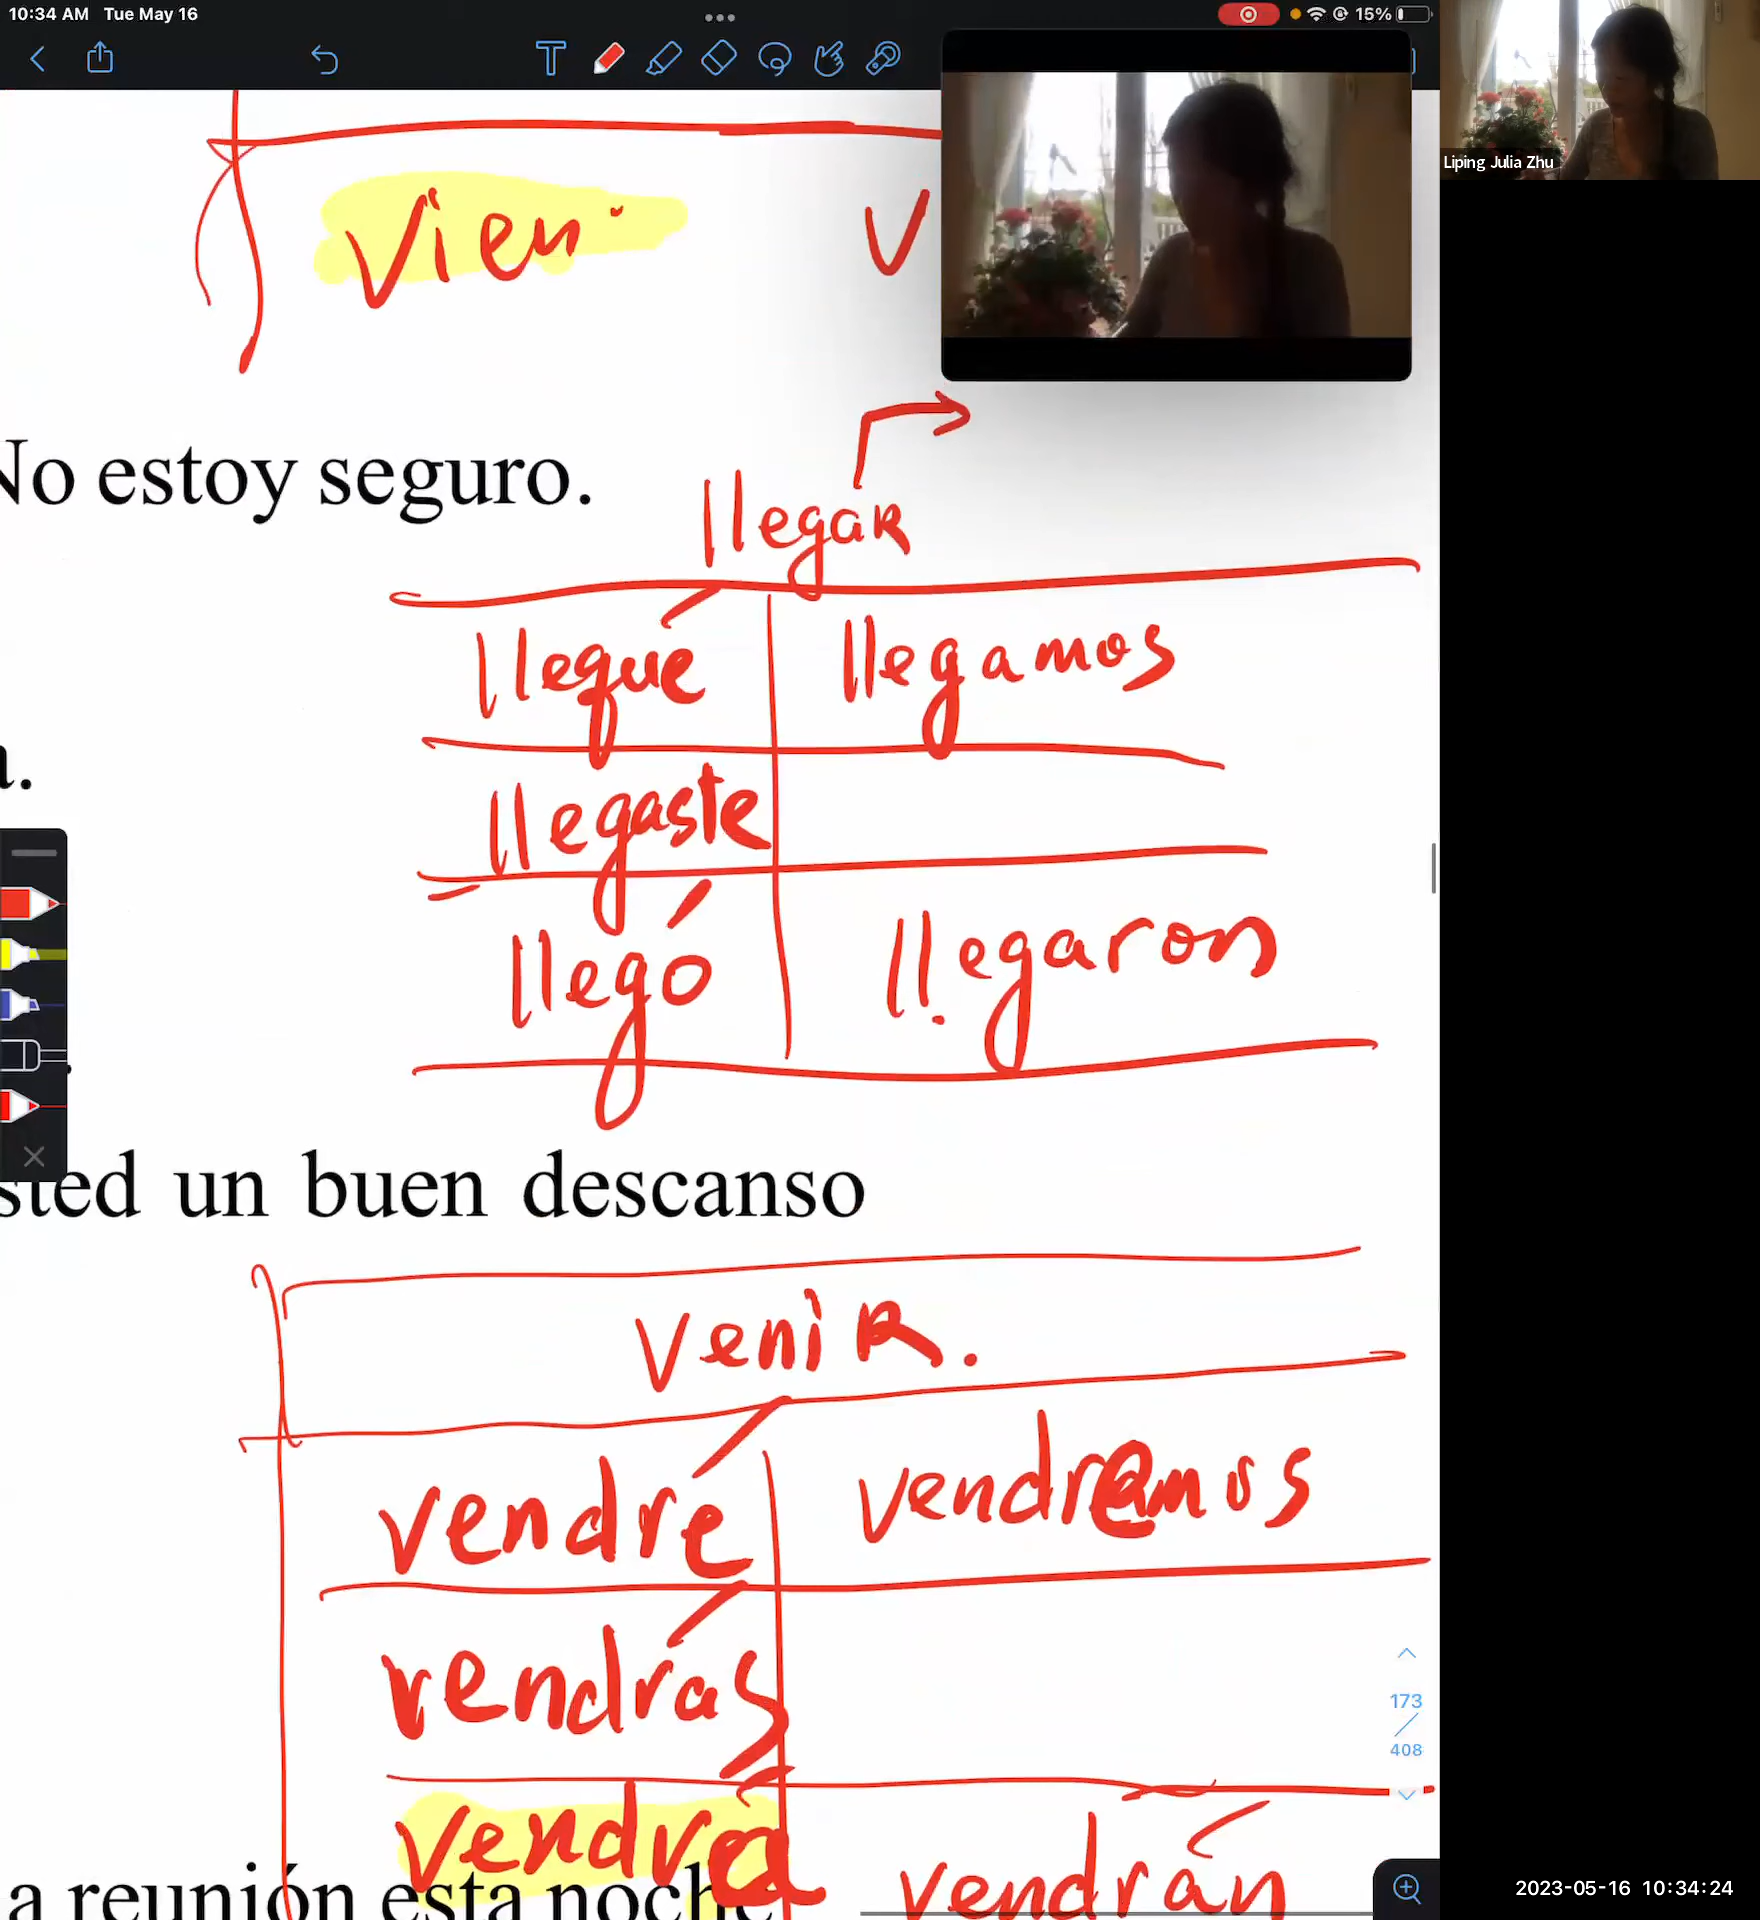 10:34 AM Tue May 16
15%
T
Liping Julia Zhu
Vien
V
No estoy seguro.
llegaR
llegué llegamos
a.
llegaste
llegó llegaron
sted un buen descanso
VeniR.
vendré vendremos
vendrás
173
408
vendrá vendrán
a reunión esta noche
2023-05-16 10:34:24